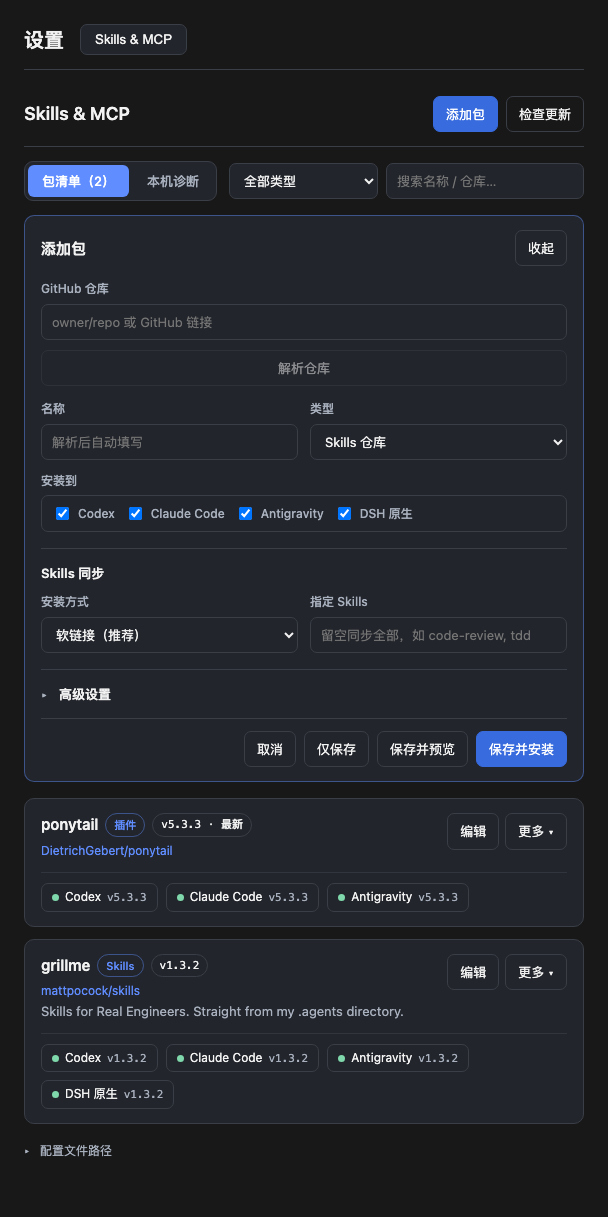 设置 Skills & MCP
Skills & MCP 添加包 检查更新
包清单（2） 本机诊断 全部类型 搜索名称 / 仓库...
添加包 收起
GitHub 仓库
owner/repo 或 GitHub 链接
解析仓库
名称 类型
解析后自动填写 Skills 仓库
安装到
Codex Claude Code Antigravity DSH 原生
Skills 同步
安装方式 指定 Skills
软链接（推荐） 留空同步全部，如 code-review, tdd
▸ 高级设置
取消 仅保存 保存并预览 保存并安装
ponytail 插件 v5.3.3 · 最新 编辑 更多 ▾
DietrichGebert/ponytail
Codex v5.3.3 Claude Code v5.3.3 Antigravity v5.3.3
grillme Skills v1.3.2 编辑 更多 ▾
mattpocock/skills
Skills for Real Engineers. Straight from my .agents directory.
Codex v1.3.2 Claude Code v1.3.2 Antigravity v1.3.2
DSH 原生 v1.3.2
▸ 配置文件路径